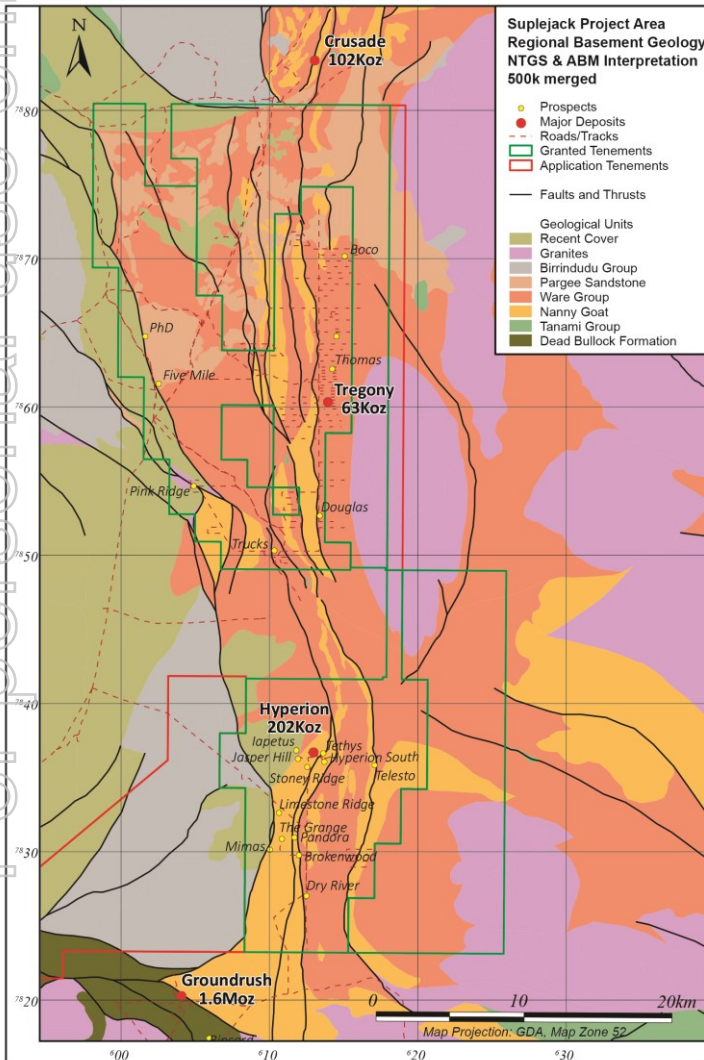 Suplejack Project Area
Regional Basement Geology
NTGS & ABM Interpretation
500k merged
Prospects
Major Deposits
Roads/Tracks
Granted Tenements
Application Tenements
Faults and Thrusts
Geological Units
Recent Cover
Granites
Birrindudu Group
Pargee Sandstone
Ware Group
Nanny Goat
Tanami Group
Dead Bullock Formation
N
Crusade
102Koz
7880
7870
Boco
PhD
Thomas
Five Mile
Tregony
63Koz
7860
Pink Ridge
Douglas
Trucks
7850
7840
Hyperion
202Koz
Iapetus
Tethys
Jasper Hill
Hyperion South
Stoney Ridge
Telesto
Limestone Ridge
The Grange
Pandora
Mimas
Brokenwood
7830
Dry River
Groundrush
1.6Moz
7820
0 10 20km
Map Projection: GDA, Map Zone 52
600 610 620 630